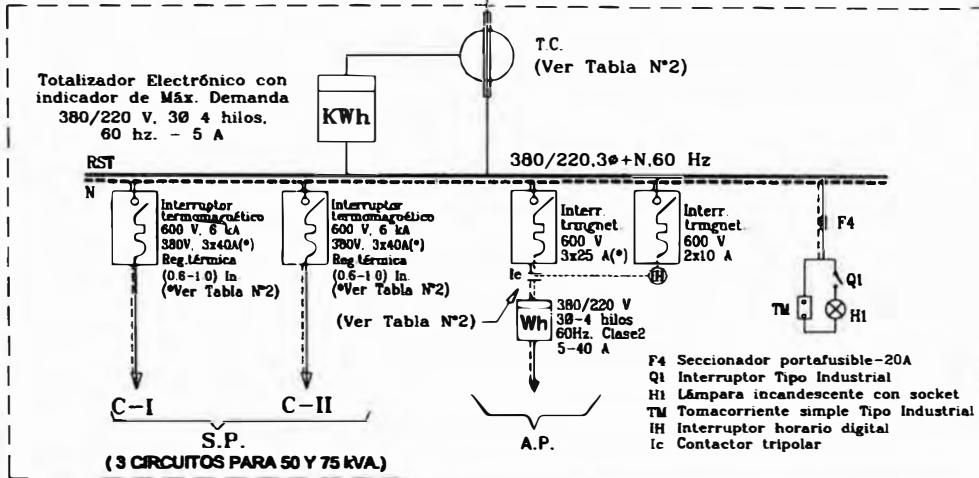 T.C.
(Ver Tabla N°2)
Totalizador Electrónico con
indicador de Máx. Demanda
380/220 V, 3Ø 4 hilos,
60 hz. - 5 A
KWh
RST
380/220,3ø+N,60 Hz
N
Interruptor
termomagnético
600 V, 6 kA
380V, 3x40A(*)
Reg.térmica
(0.6-1 0) In
(*Ver Tabla N°2)
Interruptor
termomagnético
600 V, 6 kA
380V, 3x40A(*)
Reg.térmica
(0.6-1.0) In.
(*Ver Tabla N°2)
Interr.
trmgnet.
600 V
3x25 A(*)
Interr.
trmgnet.
600 V
2x10 A
F4
Ic
IH
Q1
TM
H1
(Ver Tabla N°2)
Wh
380/220 V
3Ø-4 hilos
60Hz. Clase2
5-40 A
F4 Seccionador portafusible-20A
Q1 Interruptor Tipo Industrial
H1 Lámpara incandescente con socket
TM Tomacorriente simple Tipo Industrial
IH Interruptor horario digital
Ic Contactor tripolar
C-I
C-II
S.P.
A.P.
( 3 CIRCUITOS PARA 50 Y 75 kVA.)